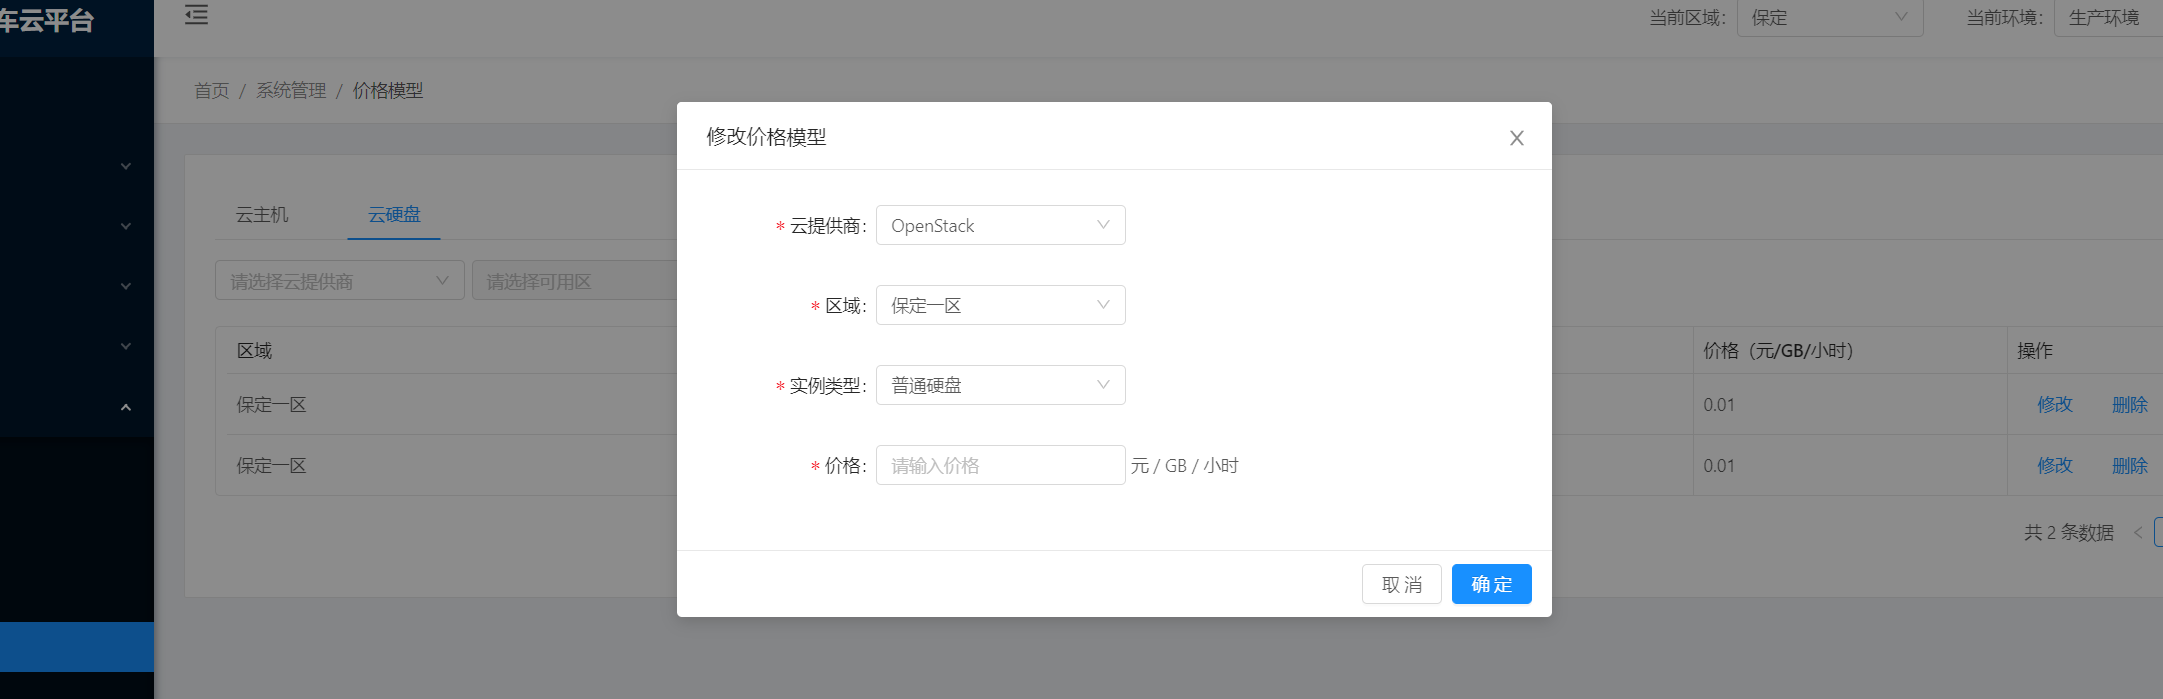 车云平台
当前区域: 保定 当前环境: 生产环境
首页 / 系统管理 / 价格模型
云主机 云硬盘
请选择云提供商 请选择可用区
区域 价格（元/GB/小时） 操作
保定一区 0.01 修改 删除
保定一区 0.01 修改 删除
共 2 条数据 <
修改价格模型
* 云提供商: OpenStack
* 区域: 保定一区
* 实例类型: 普通硬盘
* 价格: 请输入价格 元 / GB / 小时
取 消 确 定